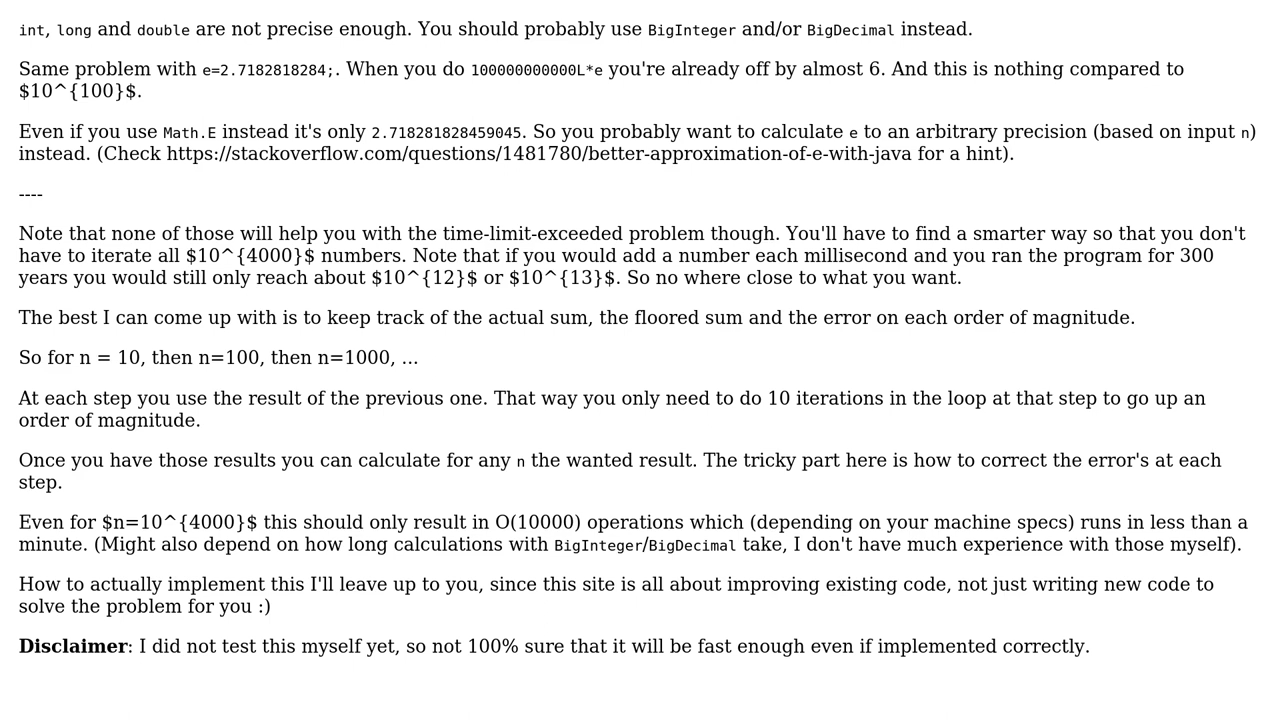 int, long and double are not precise enough. You should probably use BigInteger and/or BigDecimal instead.
Same problem with e=2.7182818284;. When you do 100000000000L*e you're already off by almost 6. And this is nothing compared to
$10^{100}$.
Even if you use Math.E instead it's only 2.718281828459045. So you probably want to calculate e to an arbitrary precision (based on input n)
instead. (Check https://stackoverflow.com/questions/1481780/better-approximation-of-e-with-java for a hint).
----
Note that none of those will help you with the time-limit-exceeded problem though. You'll have to find a smarter way so that you don't
have to iterate all $10^{4000}$ numbers. Note that if you would add a number each millisecond and you ran the program for 300
years you would still only reach about $10^{12}$ or $10^{13}$. So no where close to what you want.
The best I can come up with is to keep track of the actual sum, the floored sum and the error on each order of magnitude.
So for n = 10, then n=100, then n=1000, ...
At each step you use the result of the previous one. That way you only need to do 10 iterations in the loop at that step to go up an
order of magnitude.
Once you have those results you can calculate for any n the wanted result. The tricky part here is how to correct the error's at each
step.
Even for $n=10^{4000}$ this should only result in O(10000) operations which (depending on your machine specs) runs in less than a
minute. (Might also depend on how long calculations with BigInteger/BigDecimal take, I don't have much experience with those myself).
How to actually implement this I'll leave up to you, since this site is all about improving existing code, not just writing new code to
solve the problem for you :)
Disclaimer: I did not test this myself yet, so not 100% sure that it will be fast enough even if implemented correctly.